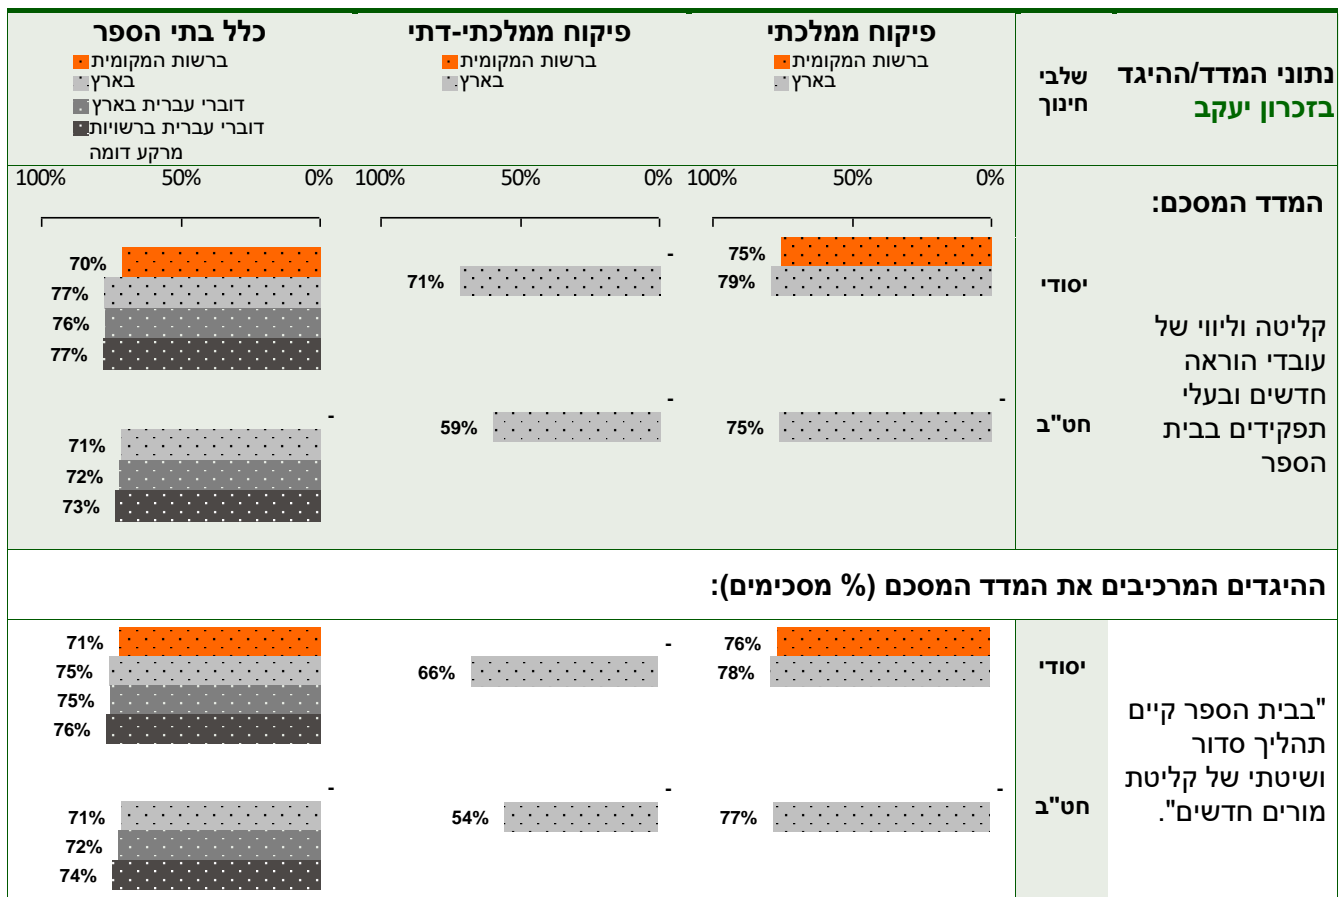 נתוני המדד/ההיגד
בזכרון יעקב
שלבי
חינוך
פיקוח ממלכתי
ברשות המקומית
בארץ
פיקוח ממלכתי-דתי
ברשות המקומית
בארץ
כלל בתי הספר
ברשות המקומית
בארץ
דוברי עברית בארץ
דוברי עברית ברשויות
מרקע דומה
0% 50% 100%
0% 50% 100%
0% 50% 100%
המדד המסכם:
קליטה וליווי של
עובדי הוראה
חדשים ובעלי
תפקידים בבית
הספר
יסודי
75%
79%
-
71%
70%
77%
76%
77%
חט"ב
-
75%
-
59%
-
71%
72%
73%
ההיגדים המרכיבים את המדד המסכם (% מסכימים):
"בבית הספר קיים
תהליך סדור
ושיטתי של קליטת
מורים חדשים".
יסודי
76%
78%
-
66%
71%
75%
75%
76%
חט"ב
-
77%
-
54%
-
71%
72%
74%